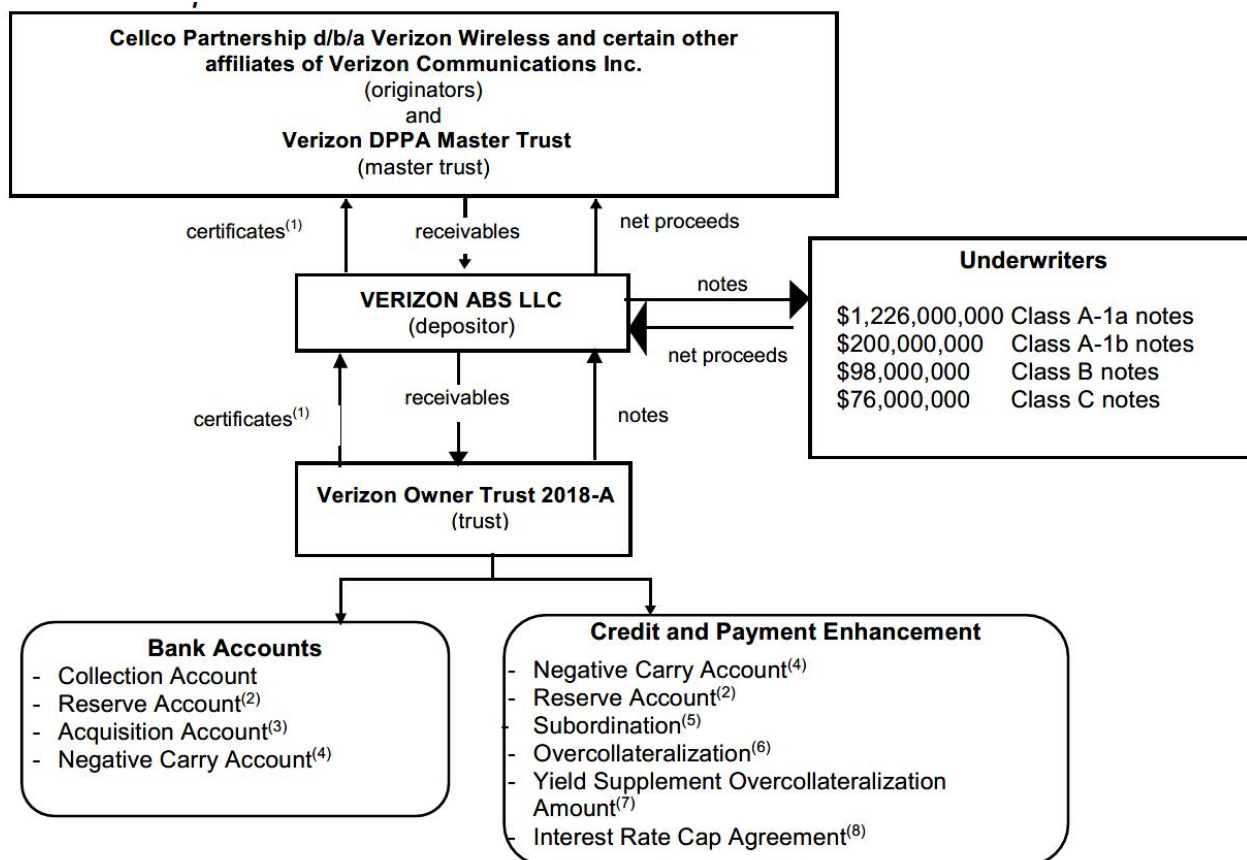 Cellco Partnership d/b/a Verizon Wireless and certain other
affiliates of Verizon Communications Inc.
(originators)
and
Verizon DPPA Master Trust
(master trust)
certificates(1)
receivables
net proceeds
VERIZON ABS LLC
(depositor)
notes
net proceeds
Underwriters
$1,226,000,000 Class A-1a notes
$200,000,000 Class A-1b notes
$98,000,000 Class B notes
$76,000,000 Class C notes
certificates(1)
receivables
notes
Verizon Owner Trust 2018-A
(trust)
Bank Accounts
- Collection Account
- Reserve Account(2)
- Acquisition Account(3)
- Negative Carry Account(4)
Credit and Payment Enhancement
- Negative Carry Account(4)
- Reserve Account(2)
- Subordination(5)
- Overcollateralization(6)
- Yield Supplement Overcollateralization
Amount(7)
- Interest Rate Cap Agreement(8)